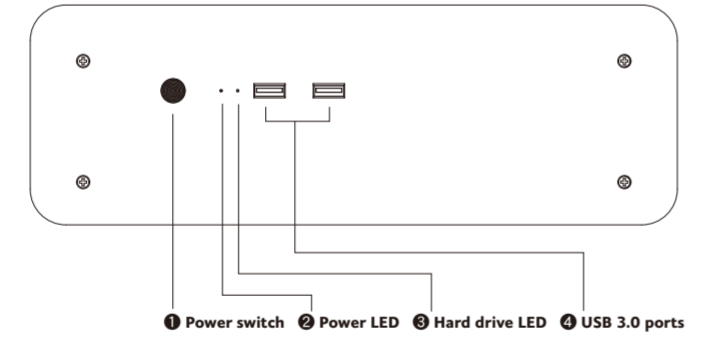 ❶ Power switch ❷ Power LED ❸ Hard drive LED ❹ USB 3.0 ports